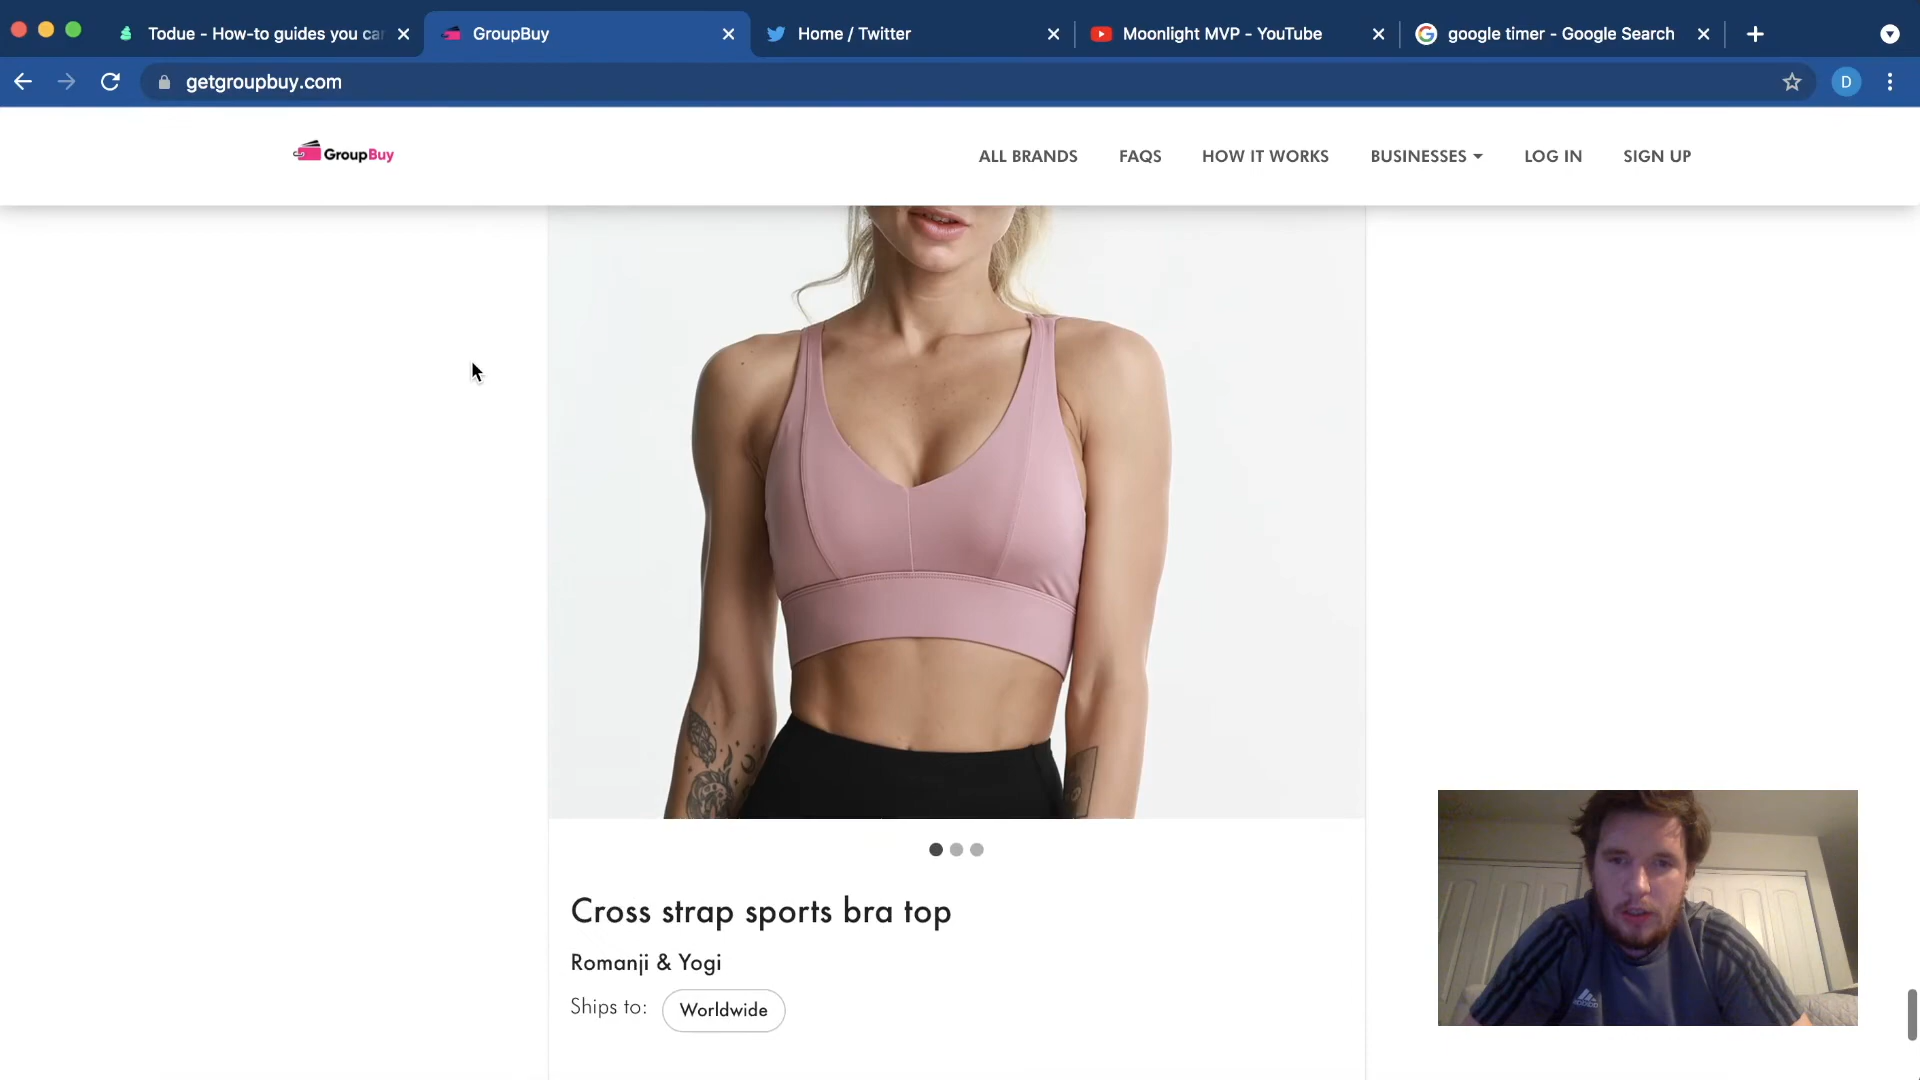 Todue - How-to guides you ca
GroupBuy
Home / Twitter
Moonlight MVP - YouTube
google timer - Google Search
getgroupbuy.com
D
GroupBuy
ALL BRANDS
FAQS
HOW IT WORKS
BUSINESSES
LOG IN
SIGN UP
Cross strap sports bra top
Romanji & Yogi
Ships to:
Worldwide
adidas